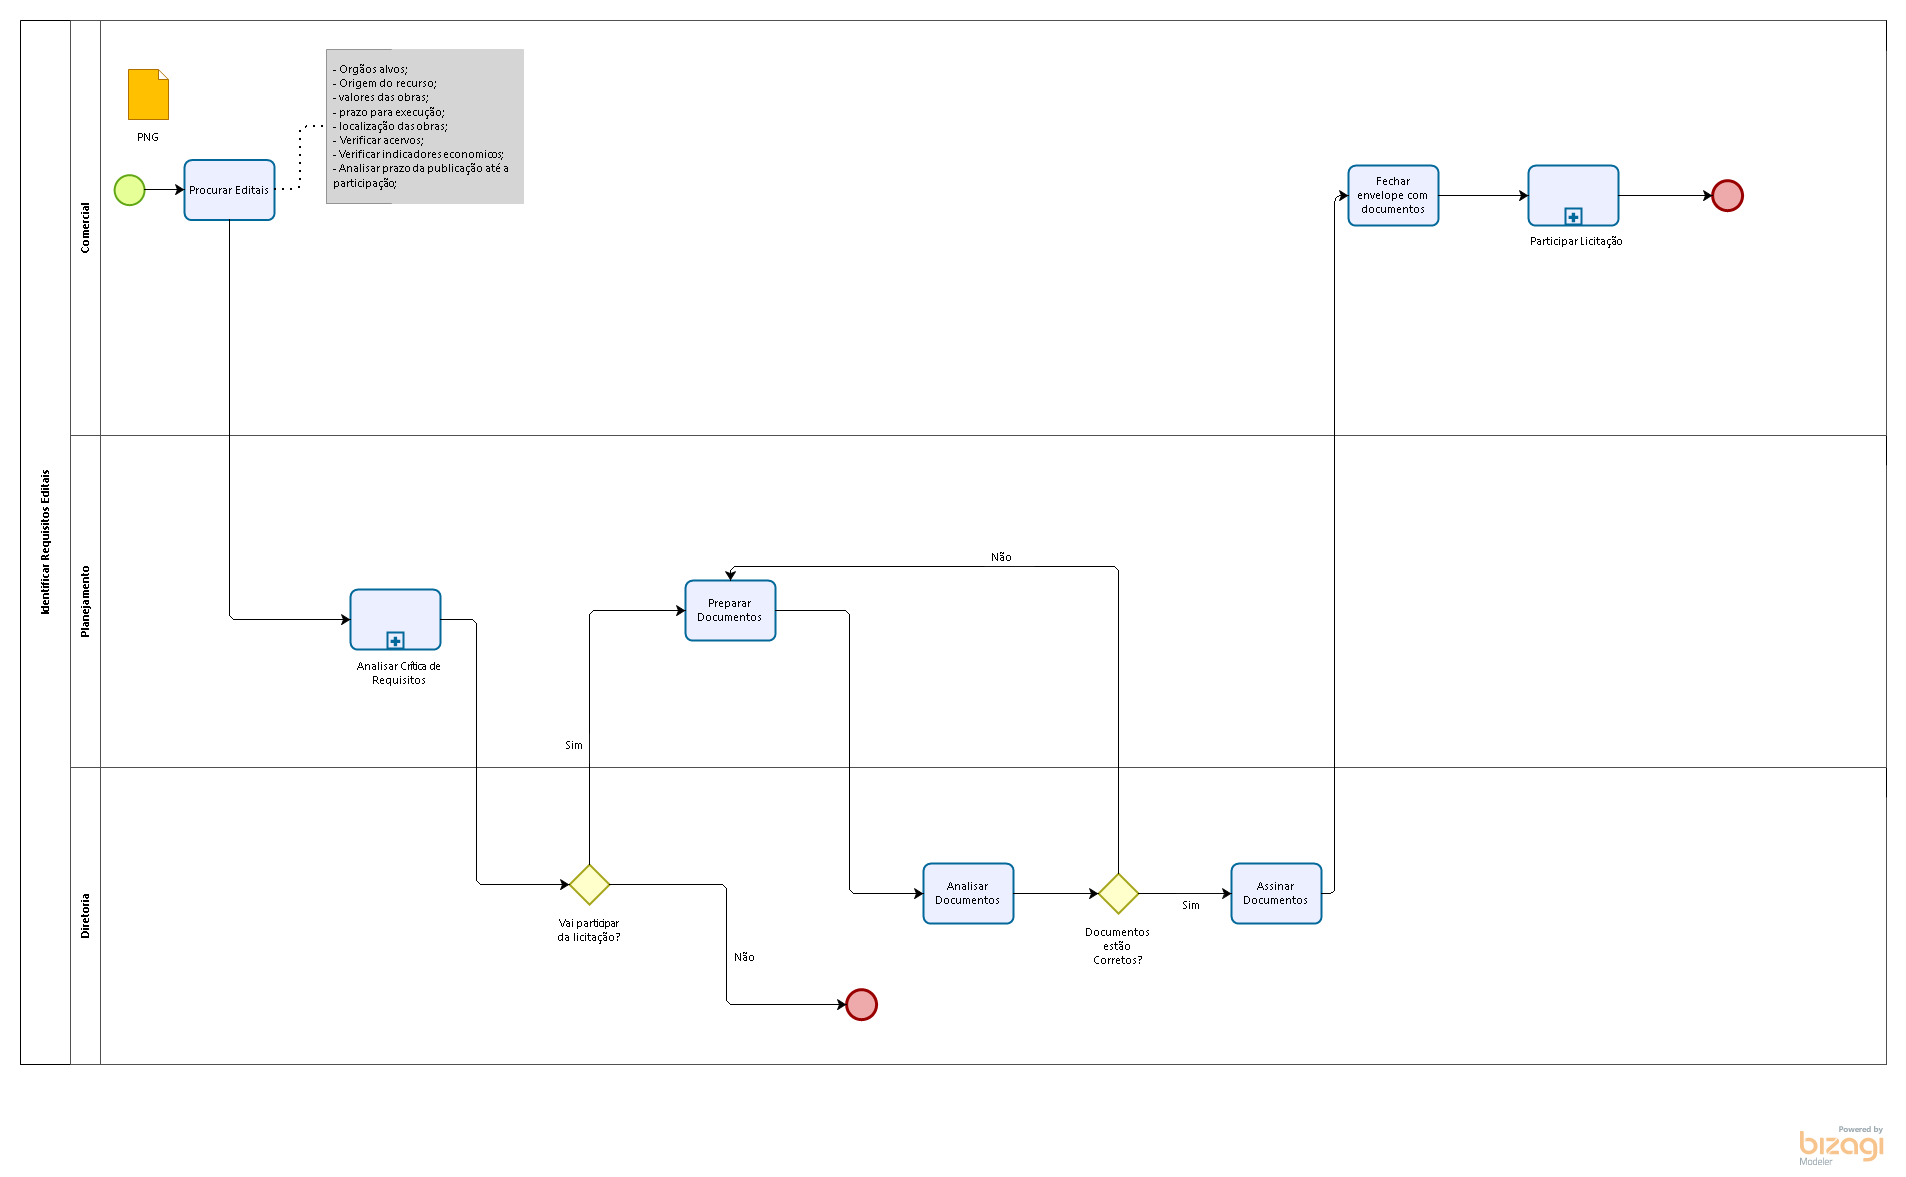 Identificar Requisitos Editais
Comercial
PNG
Procurar Editais
- Orgãos alvos;
- Origem do recurso;
- valores das obras;
- prazo para execução;
- localização das obras;
- Verificar acervos;
- Verificar indicadores economicos;
- Analisar prazo da publicação até a
participação;
Fechar
envelope com
documentos
Participar Licitação
Planejamento
Analisar Crítica de
Requisitos
Sim
Preparar
Documentos
Não
Diretoria
Vai participar
da licitação?
Não
Analisar
Documentos
Documentos
estão
Corretos?
Sim
Assinar
Documentos
Powered by
bizagi
Modeler